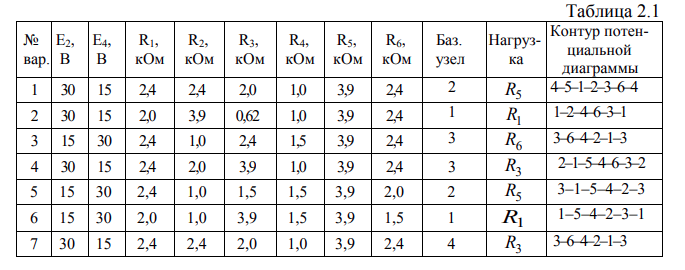 Таблица 2.1
№ вар. E2, В E4, В R1, кОм R2, кОм R3, кОм R4, кОм R5, кОм R6, кОм Баз. узел Нагруз-ка Контур потен-циальной диаграммы
1 30 15 2,4 2,4 2,0 1,0 3,9 2,4 2 R5 4–5–1–2–3–6–4
2 30 15 2,0 3,9 0,62 1,0 3,9 2,4 1 R1 1–2–4–6–3–1
3 15 30 2,4 1,0 2,4 1,5 3,9 2,4 3 R6 3–6–4–2–1–3
4 30 15 2,4 2,0 3,9 1,0 3,9 2,4 3 R3 2–1–5–4–6–3–2
5 15 30 2,4 1,0 1,5 1,5 3,9 2,0 2 R5 3–1–5–4–2–3
6 15 30 2,0 1,0 3,9 1,5 3,9 1,5 1 R1 1–5–4–2–3–1
7 30 15 2,4 2,4 2,0 1,0 3,9 2,4 4 R3 3–6–4–2–1–3